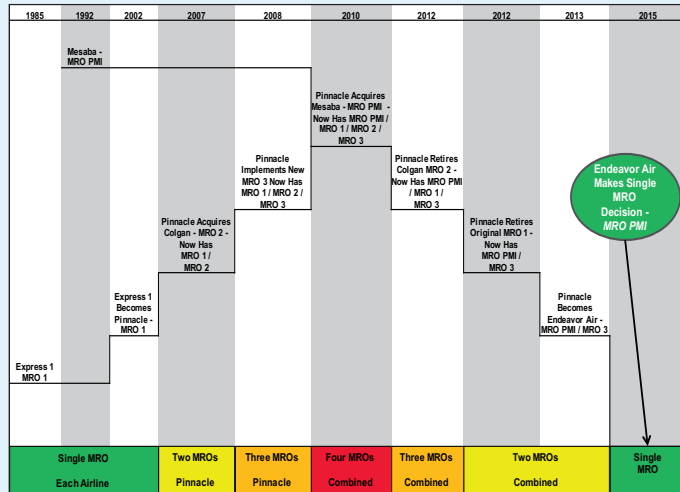 1985 1992 2002 2007 2008 2010 2012 2012 2013 2015
Mesaba -
MRO PMI
Pinnacle Acquires
Mesaba - MRO PMI -
Now Has MRO PMI /
MRO 1 / MRO 2 /
MRO 3
Pinnacle
Implements New
MRO 3 Now Has
MRO 1 / MRO 2 /
MRO 3
Pinnacle Retires
Colgan MRO 2 -
Now Has MRO PMI
/ MRO 1 /
MRO 3
Endeavor Air
Makes Single
MRO
Decision -
MRO PMI
Pinnacle Acquires
Colgan - MRO 2 -
Now Has
MRO 1 /
MRO 2
Pinnacle Retires
Original MRO 1 -
Now Has
MRO PMI /
MRO 3
Express 1
Becomes
Pinnacle -
MRO 1
Pinnacle
Becomes
Endeavor Air -
MRO PMI / MRO 3
Express 1
MRO 1
Single MRO
Each Airline
Two MROs
Pinnacle
Three MROs
Pinnacle
Four MROs
Combined
Three MROs
Combined
Two MROs
Combined
Single
MRO